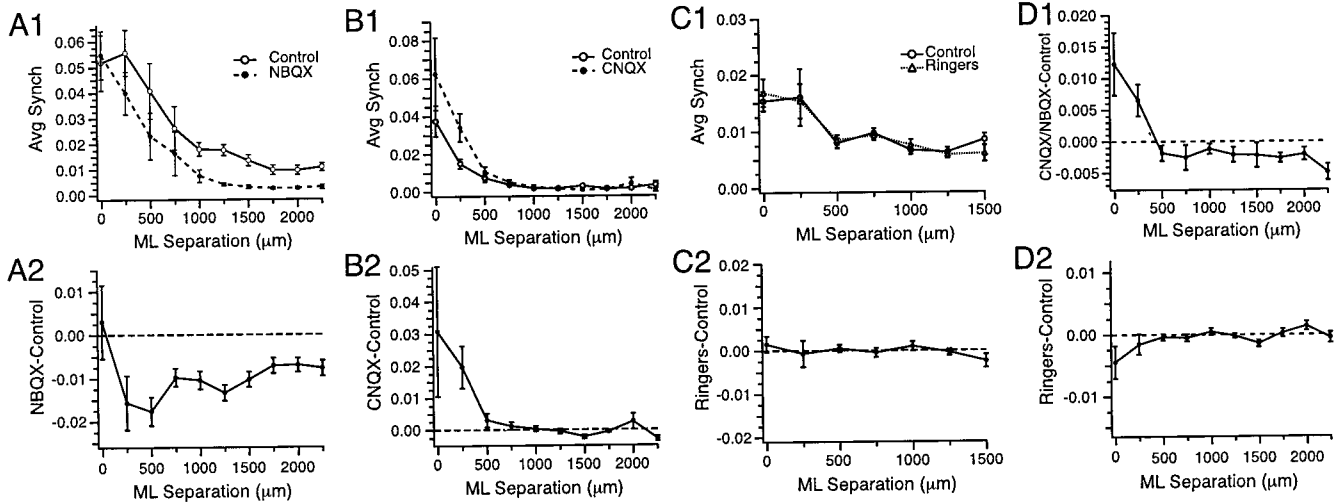 A1
Avg Synch
0.06
0.05
0.04
0.03
0.02
0.01
0.00
Control
NBQX
0 500 1000 1500 2000
ML Separation (μm)
B1
Avg Synch
0.08
0.06
0.04
0.02
0.00
Control
CNQX
0 500 1000 1500 2000
ML Separation (μm)
C1
Avg Synch
0.03
0.02
0.01
0.00
Control
Ringers
0 500 1000 1500
ML Separation (μm)
D1
CNQX/NBQX-Control
0.020
0.015
0.010
0.005
0.000
-0.005
0 500 1000 1500 2000
ML Separation (μm)
A2
NBQX-Control
0.01
0.00
-0.01
-0.02
0 500 1000 1500 2000
ML Separation (μm)
B2
CNQX-Control
0.05
0.04
0.03
0.02
0.01
0.00
0 500 1000 1500 2000
ML Separation (μm)
C2
Ringers-Control
0.02
0.01
0.00
-0.01
-0.02
0 500 1000 1500
ML Separation (μm)
D2
Ringers-Control
0.01
0.00
-0.01
0 500 1000 1500 2000
ML Separation (μm)